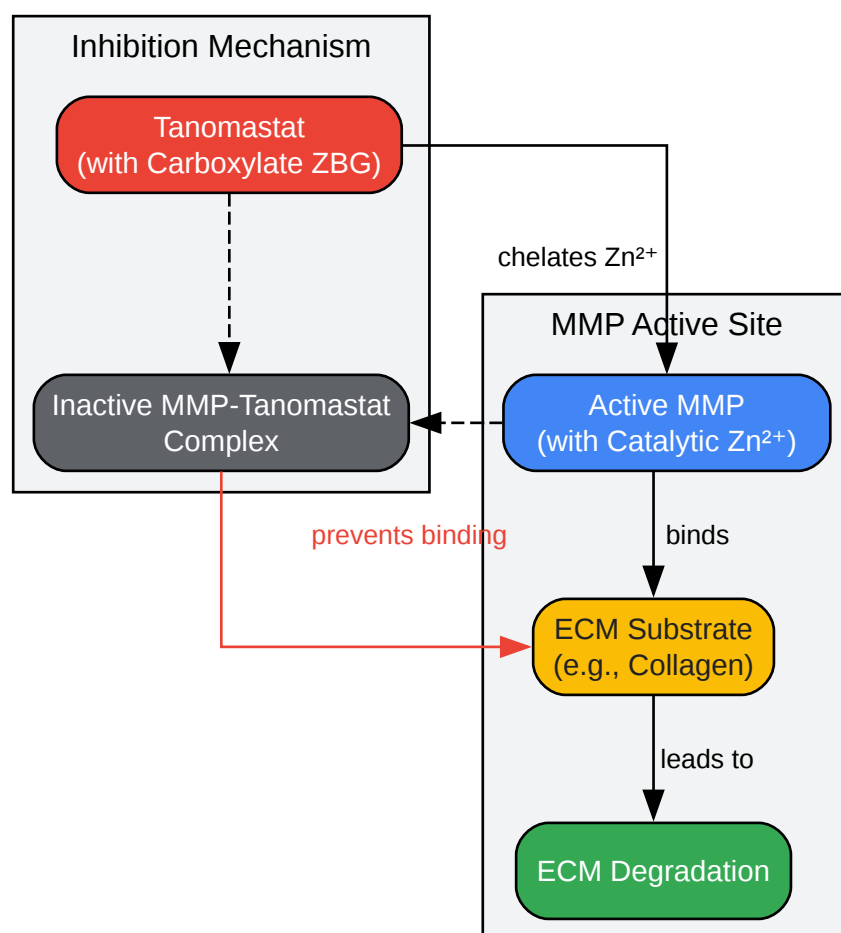 Inhibition Mechanism
Tanomastat
(with Carboxylate ZBG)
chelates Zn²⁺
MMP Active Site
Inactive MMP-Tanomastat
Complex
Active MMP
(with Catalytic Zn²⁺)
prevents binding
binds
ECM Substrate
(e.g., Collagen)
leads to
ECM Degradation